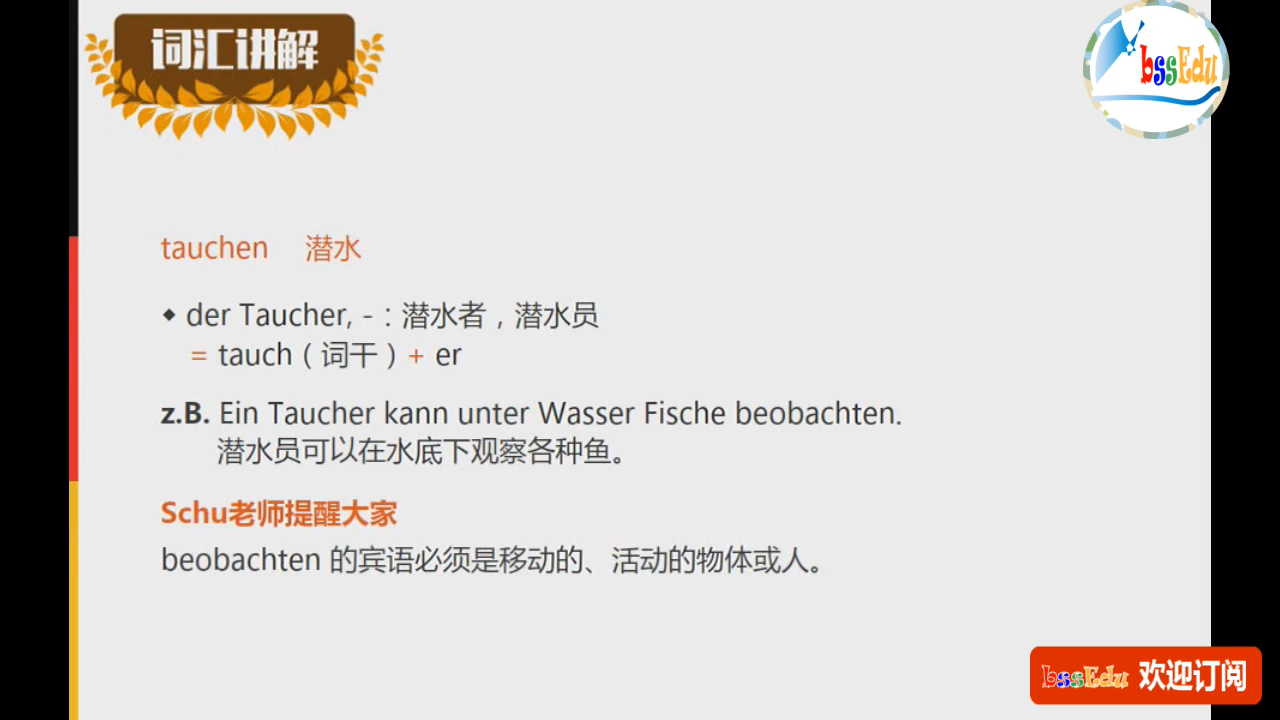 词汇讲解
bssEdu
tauchen 潜水
◆ der Taucher, -：潜水者，潜水员
= tauch（词干）+ er
z.B. Ein Taucher kann unter Wasser Fische beobachten.
潜水员可以在水底下观察各种鱼。
Schu老师提醒大家
beobachten 的宾语必须是移动的、活动的物体或人。
bssEdu 欢迎订阅